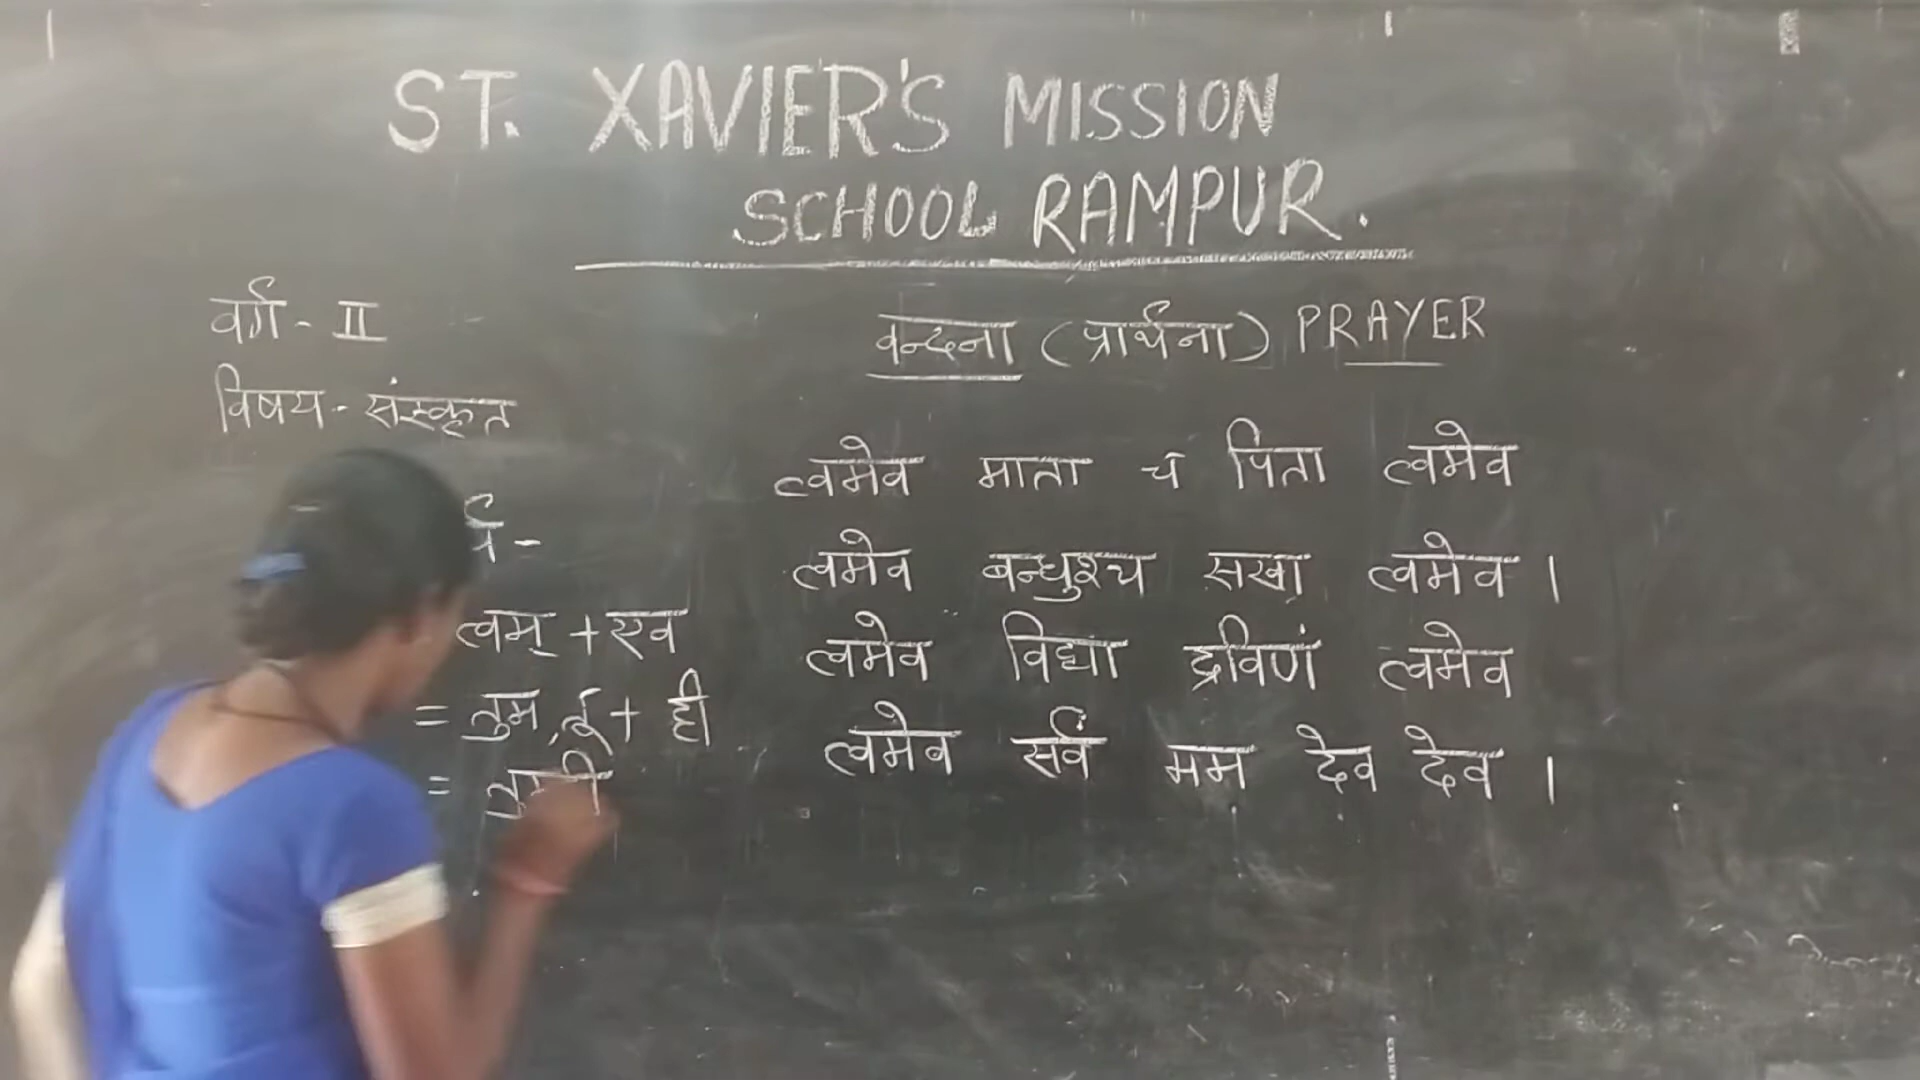 ST. XAVIER'S MISSION
SCHOOL RAMPUR.
वर्ग - II
विषय - संस्कृत
वन्दना (प्रार्थना) PRAYER
त्वमेव माता च पिता त्वमेव
त्वमेव बन्धुश्च सखा त्वमेव ।
त्वमेव विद्या द्रविणं त्वमेव
त्वमेव सर्वं मम देव देव ।
त्वम् + एव
= तुम, तू + ही
=